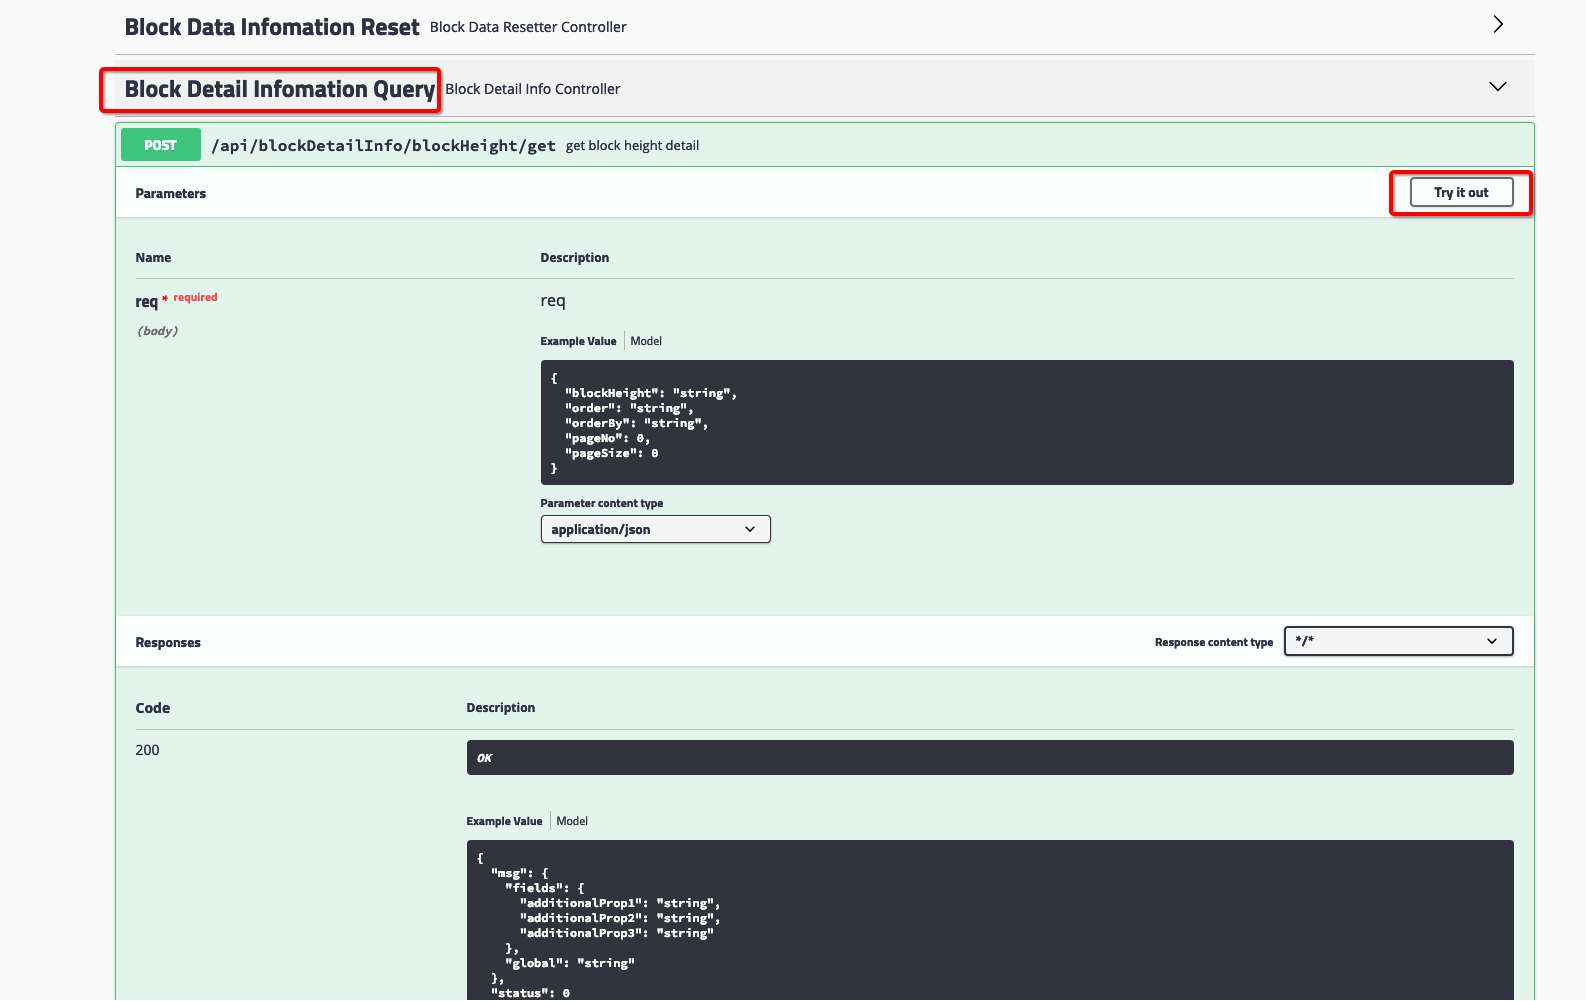 Block Data Infomation Reset Block Data Resetter Controller
Block Detail Infomation Query Block Detail Info Controller
POST /api/blockDetailInfo/blockHeight/get get block height detail
Parameters Try it out
Name Description
req * required req
(body)
Example Value Model
{
"blockHeight": "string",
"order": "string",
"orderBy": "string",
"pageNo": 0,
"pageSize": 0
}
Parameter content type
application/json
Responses Response content type */*
Code Description
200 OK
Example Value Model
{
"msg": {
"fields": {
"additionalProp1": "string",
"additionalProp2": "string",
"additionalProp3": "string"
},
"global": "string"
},
"status": 0